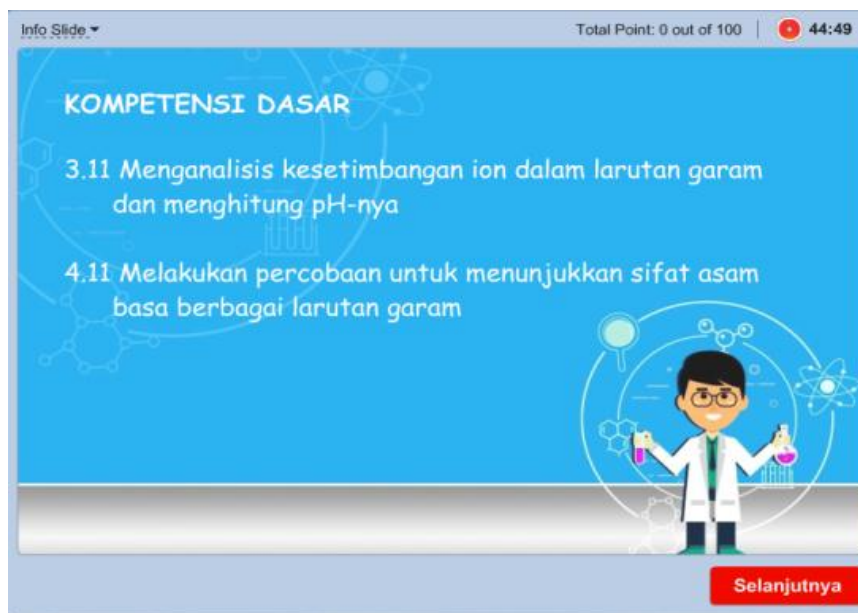 Info Slide
Total Point: 0 out of 100
44:49
KOMPETENSI DASAR
3.11 Menganalisis kesetimbangan ion dalam larutan garam
dan menghitung pH-nya
4.11 Melakukan percobaan untuk menunjukkan sifat asam
basa berbagai larutan garam
Selanjutnya